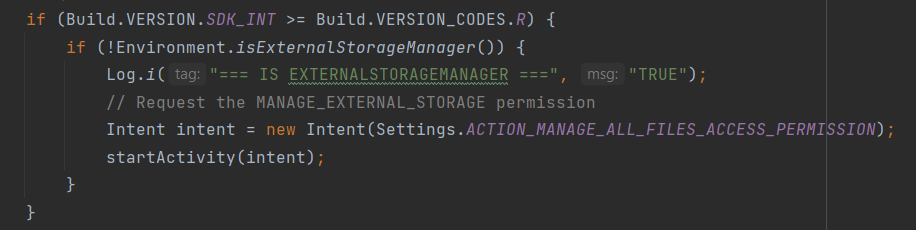 if (Build.VERSION.SDK_INT >= Build.VERSION_CODES.R) {
if (!Environment.isExternalStorageManager()) {
Log.i( tag: "=== IS EXTERNALSTORAGEMANAGER ===", msg: "TRUE");
// Request the MANAGE_EXTERNAL_STORAGE permission
Intent intent = new Intent(Settings.ACTION_MANAGE_ALL_FILES_ACCESS_PERMISSION);
startActivity(intent);
}
}